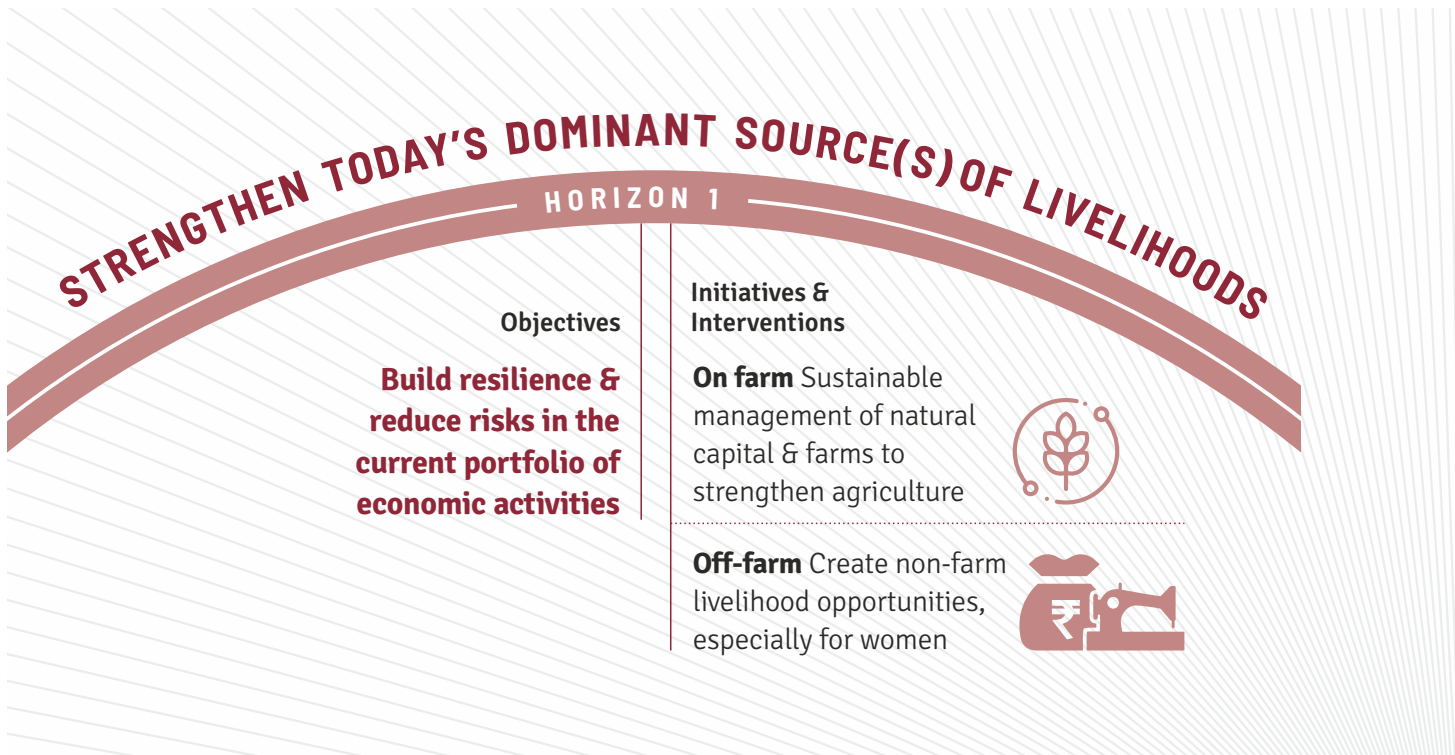 STRENGTHEN TODAY’S DOMINANT SOURCE(S) OF LIVELIHOODS
HORIZON 1
Objectives
Build resilience &
reduce risks in the
current portfolio of
economic activities
Initiatives &
Interventions
On farm Sustainable
management of natural
capital & farms to
strengthen agriculture
Off-farm Create non-farm
livelihood opportunities,
especially for women
₹